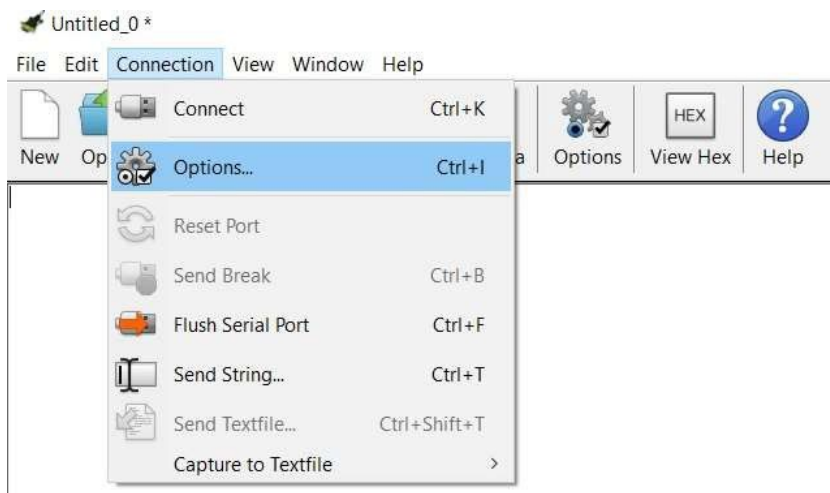 Untitled_0 *
File Edit Connection View Window Help
New Op a Options View Hex Help
HEX
Connect Ctrl+K
Options... Ctrl+I
Reset Port
Send Break Ctrl+B
Flush Serial Port Ctrl+F
Send String... Ctrl+T
Send Textfile... Ctrl+Shift+T
Capture to Textfile >